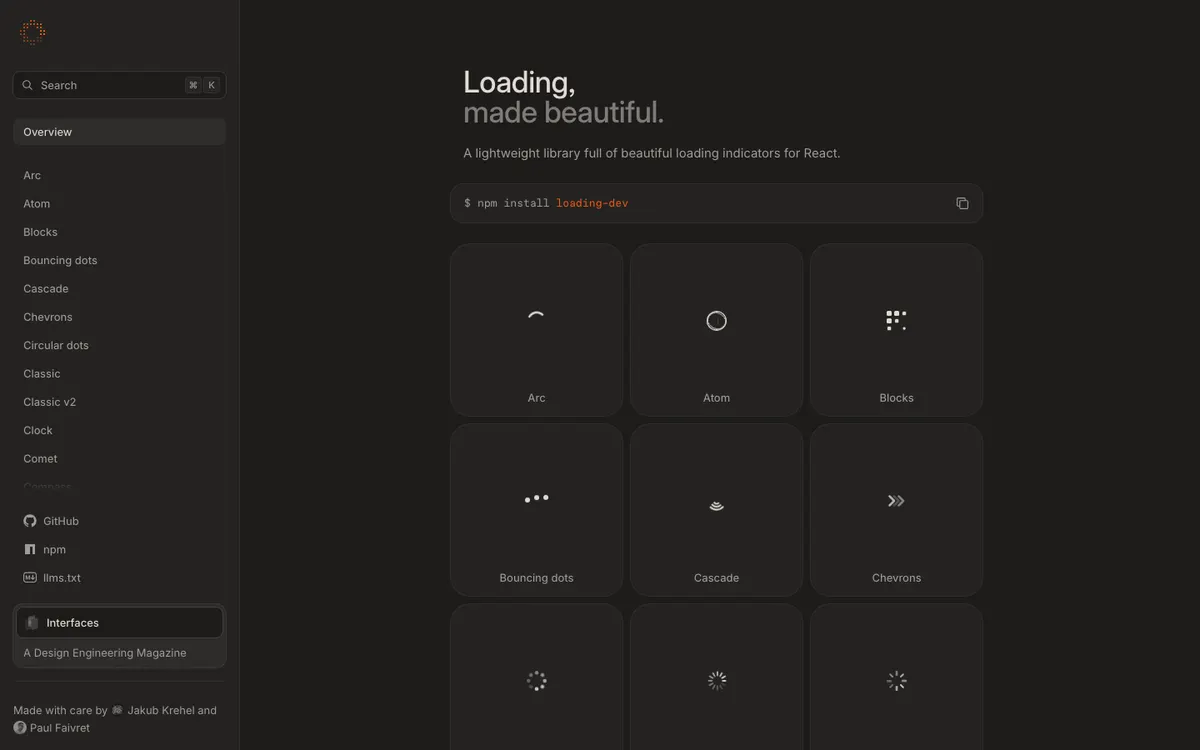 Search ⌘ K
Overview
Arc
Atom
Blocks
Bouncing dots
Cascade
Chevrons
Circular dots
Classic
Classic v2
Clock
Comet
Compass
GitHub
npm
llms.txt
Interfaces
A Design Engineering Magazine
Made with care by Jakub Krehel and
Paul Faivret
Loading,
made beautiful.
A lightweight library full of beautiful loading indicators for React.
$ npm install loading-dev
Arc
Atom
Blocks
Bouncing dots
Cascade
Chevrons